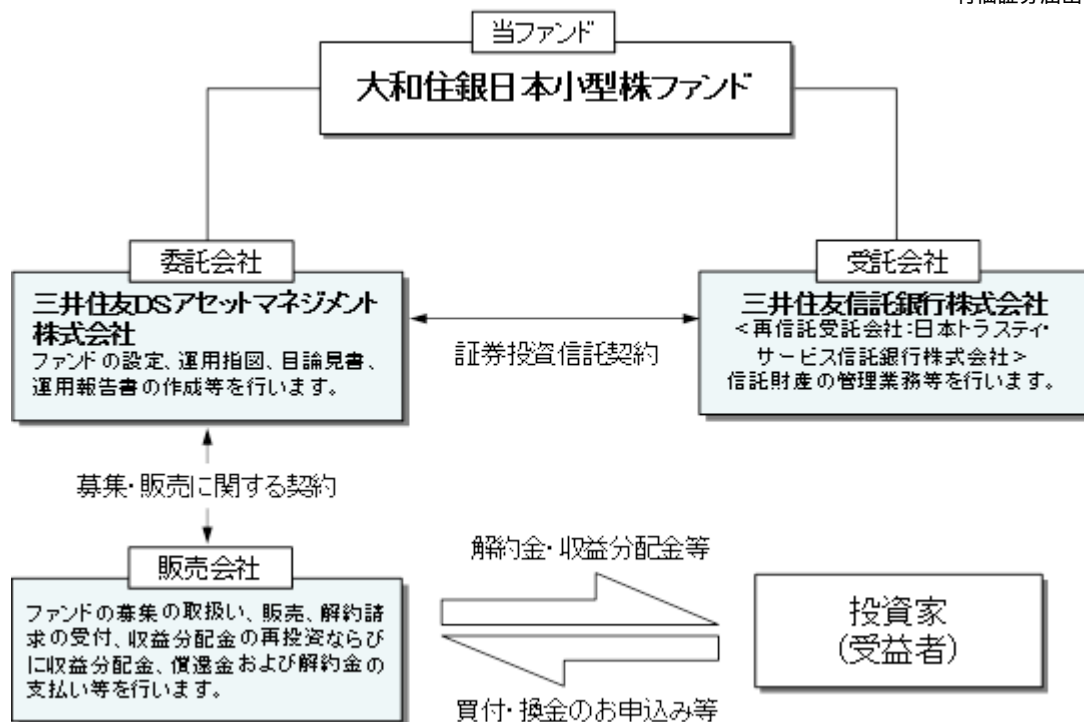 当ファンド
大和住銀日本小型株ファンド
委託会社
三井住友DSアセットマネジメント
株式会社
ファンドの設定、運用指図、目論見書、
運用報告書の作成等を行います。
証券投資信託契約
受託会社
三井住友信託銀行株式会社
<再信託受託会社:日本トラスティ・
サービス信託銀行株式会社>
信託財産の管理業務等を行います。
募集・販売に関する契約
販売会社
ファンドの募集の取扱い、販売、解約請
求の受付、収益分配金の再投資ならび
に収益分配金、償還金および解約金の
支払い等を行います。
解約金・収益分配金等
買付・換金のお申込み等
投資家
(受益者)